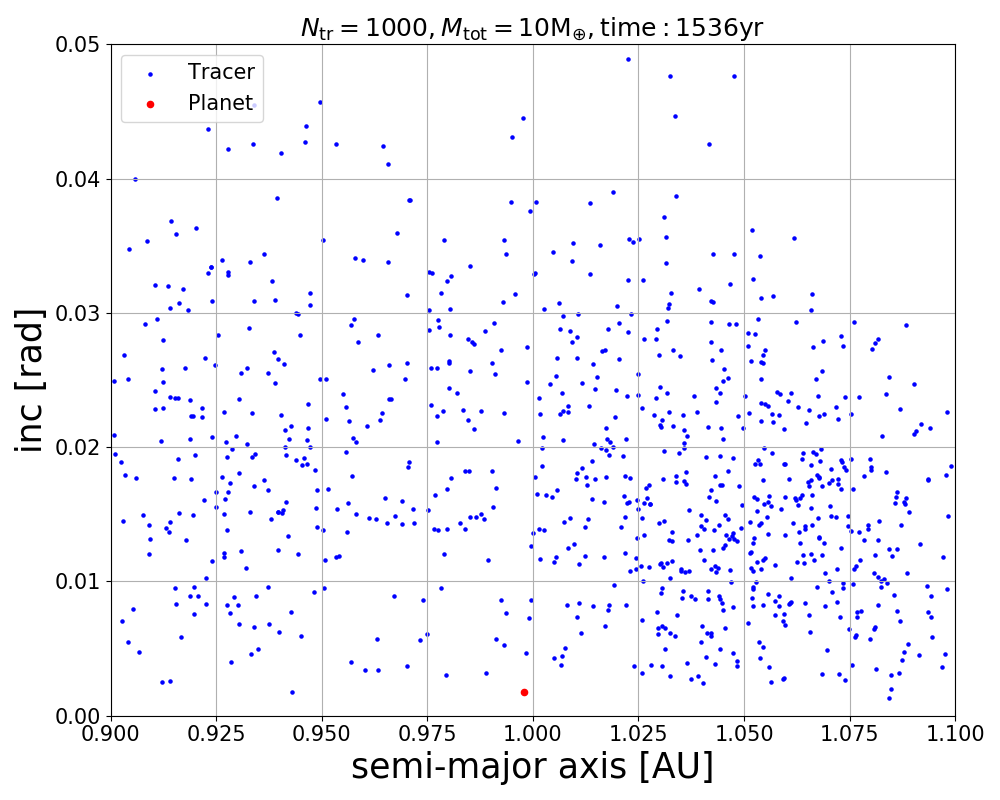 N_tr = 1000, M_tot = 10M_⊕, time : 1536yr
Tracer
Planet
0.05
0.04
0.03
0.02
0.01
0.00
inc [rad]
0.900 0.925 0.950 0.975 1.000 1.025 1.050 1.075 1.100
semi-major axis [AU]